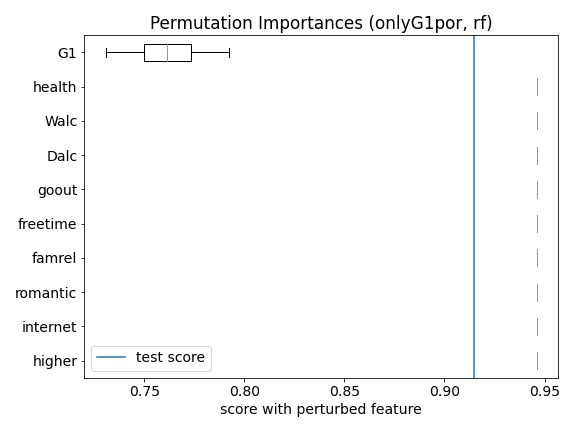 Permutation Importances (onlyG1por, rf)
G1
health
Walc
Dalc
goout
freetime
famrel
romantic
internet
higher
test score
0.75 0.80 0.85 0.90 0.95
score with perturbed feature